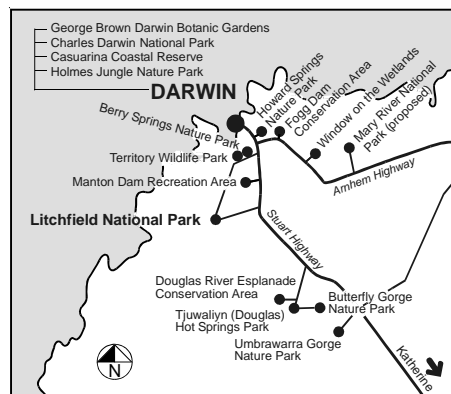 George Brown Darwin Botanic Gardens
Charles Darwin National Park
Casuarina Coastal Reserve
Holmes Jungle Nature Park
DARWIN
Howard Springs
Nature Park
Fogg Dam
Conservation Area
Window on the Wetlands
Mary River National
Park (proposed)
Berry Springs Nature Park
Territory Wildlife Park
Arnhem Highway
Manton Dam Recreation Area
Litchfield National Park
Stuart Highway
Douglas River Esplanade
Conservation Area
Butterfly Gorge
Nature Park
Tjuwaliyn (Douglas)
Hot Springs Park
Umbrawarra Gorge
Nature Park
Katherine
N